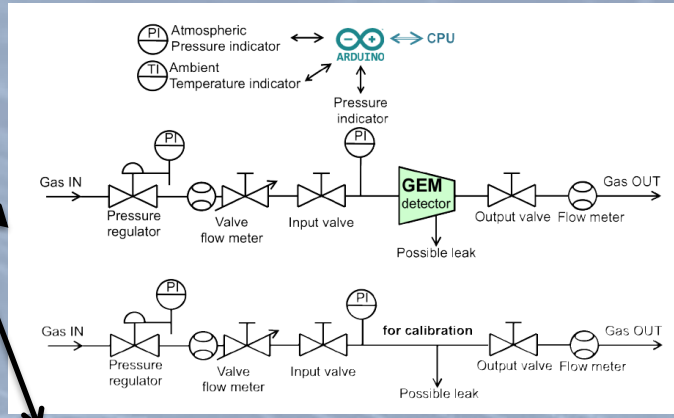 PI Atmospheric
Pressure indicator
TI Ambient
Temperature indicator
ARDUINO
CPU
Pressure
indicator
PI
PI
Gas IN
GEM
detector
Gas OUT
Pressure
regulator
Valve
flow meter
Input valve
Output valve
Flow meter
Possible leak
PI
PI
Gas IN
for calibration
Gas OUT
Pressure
regulator
Valve
flow meter
Input valve
Output valve
Flow meter
Possible leak